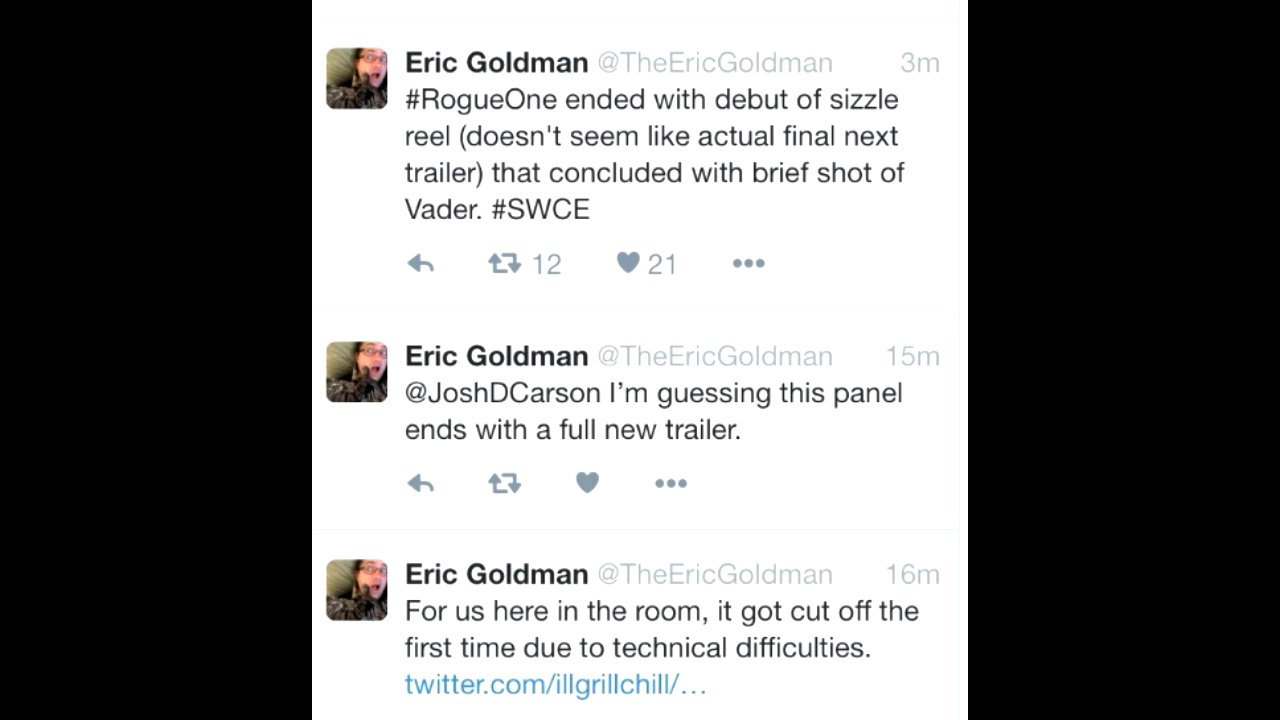 Eric Goldman @TheEricGoldman 3m
#RogueOne ended with debut of sizzle
reel (doesn't seem like actual final next
trailer) that concluded with brief shot of
Vader. #SWCE
12 21
Eric Goldman @TheEricGoldman 15m
@JoshDCarson I’m guessing this panel
ends with a full new trailer.
Eric Goldman @TheEricGoldman 16m
For us here in the room, it got cut off the
first time due to technical difficulties.
twitter.com/illgrillchill/…